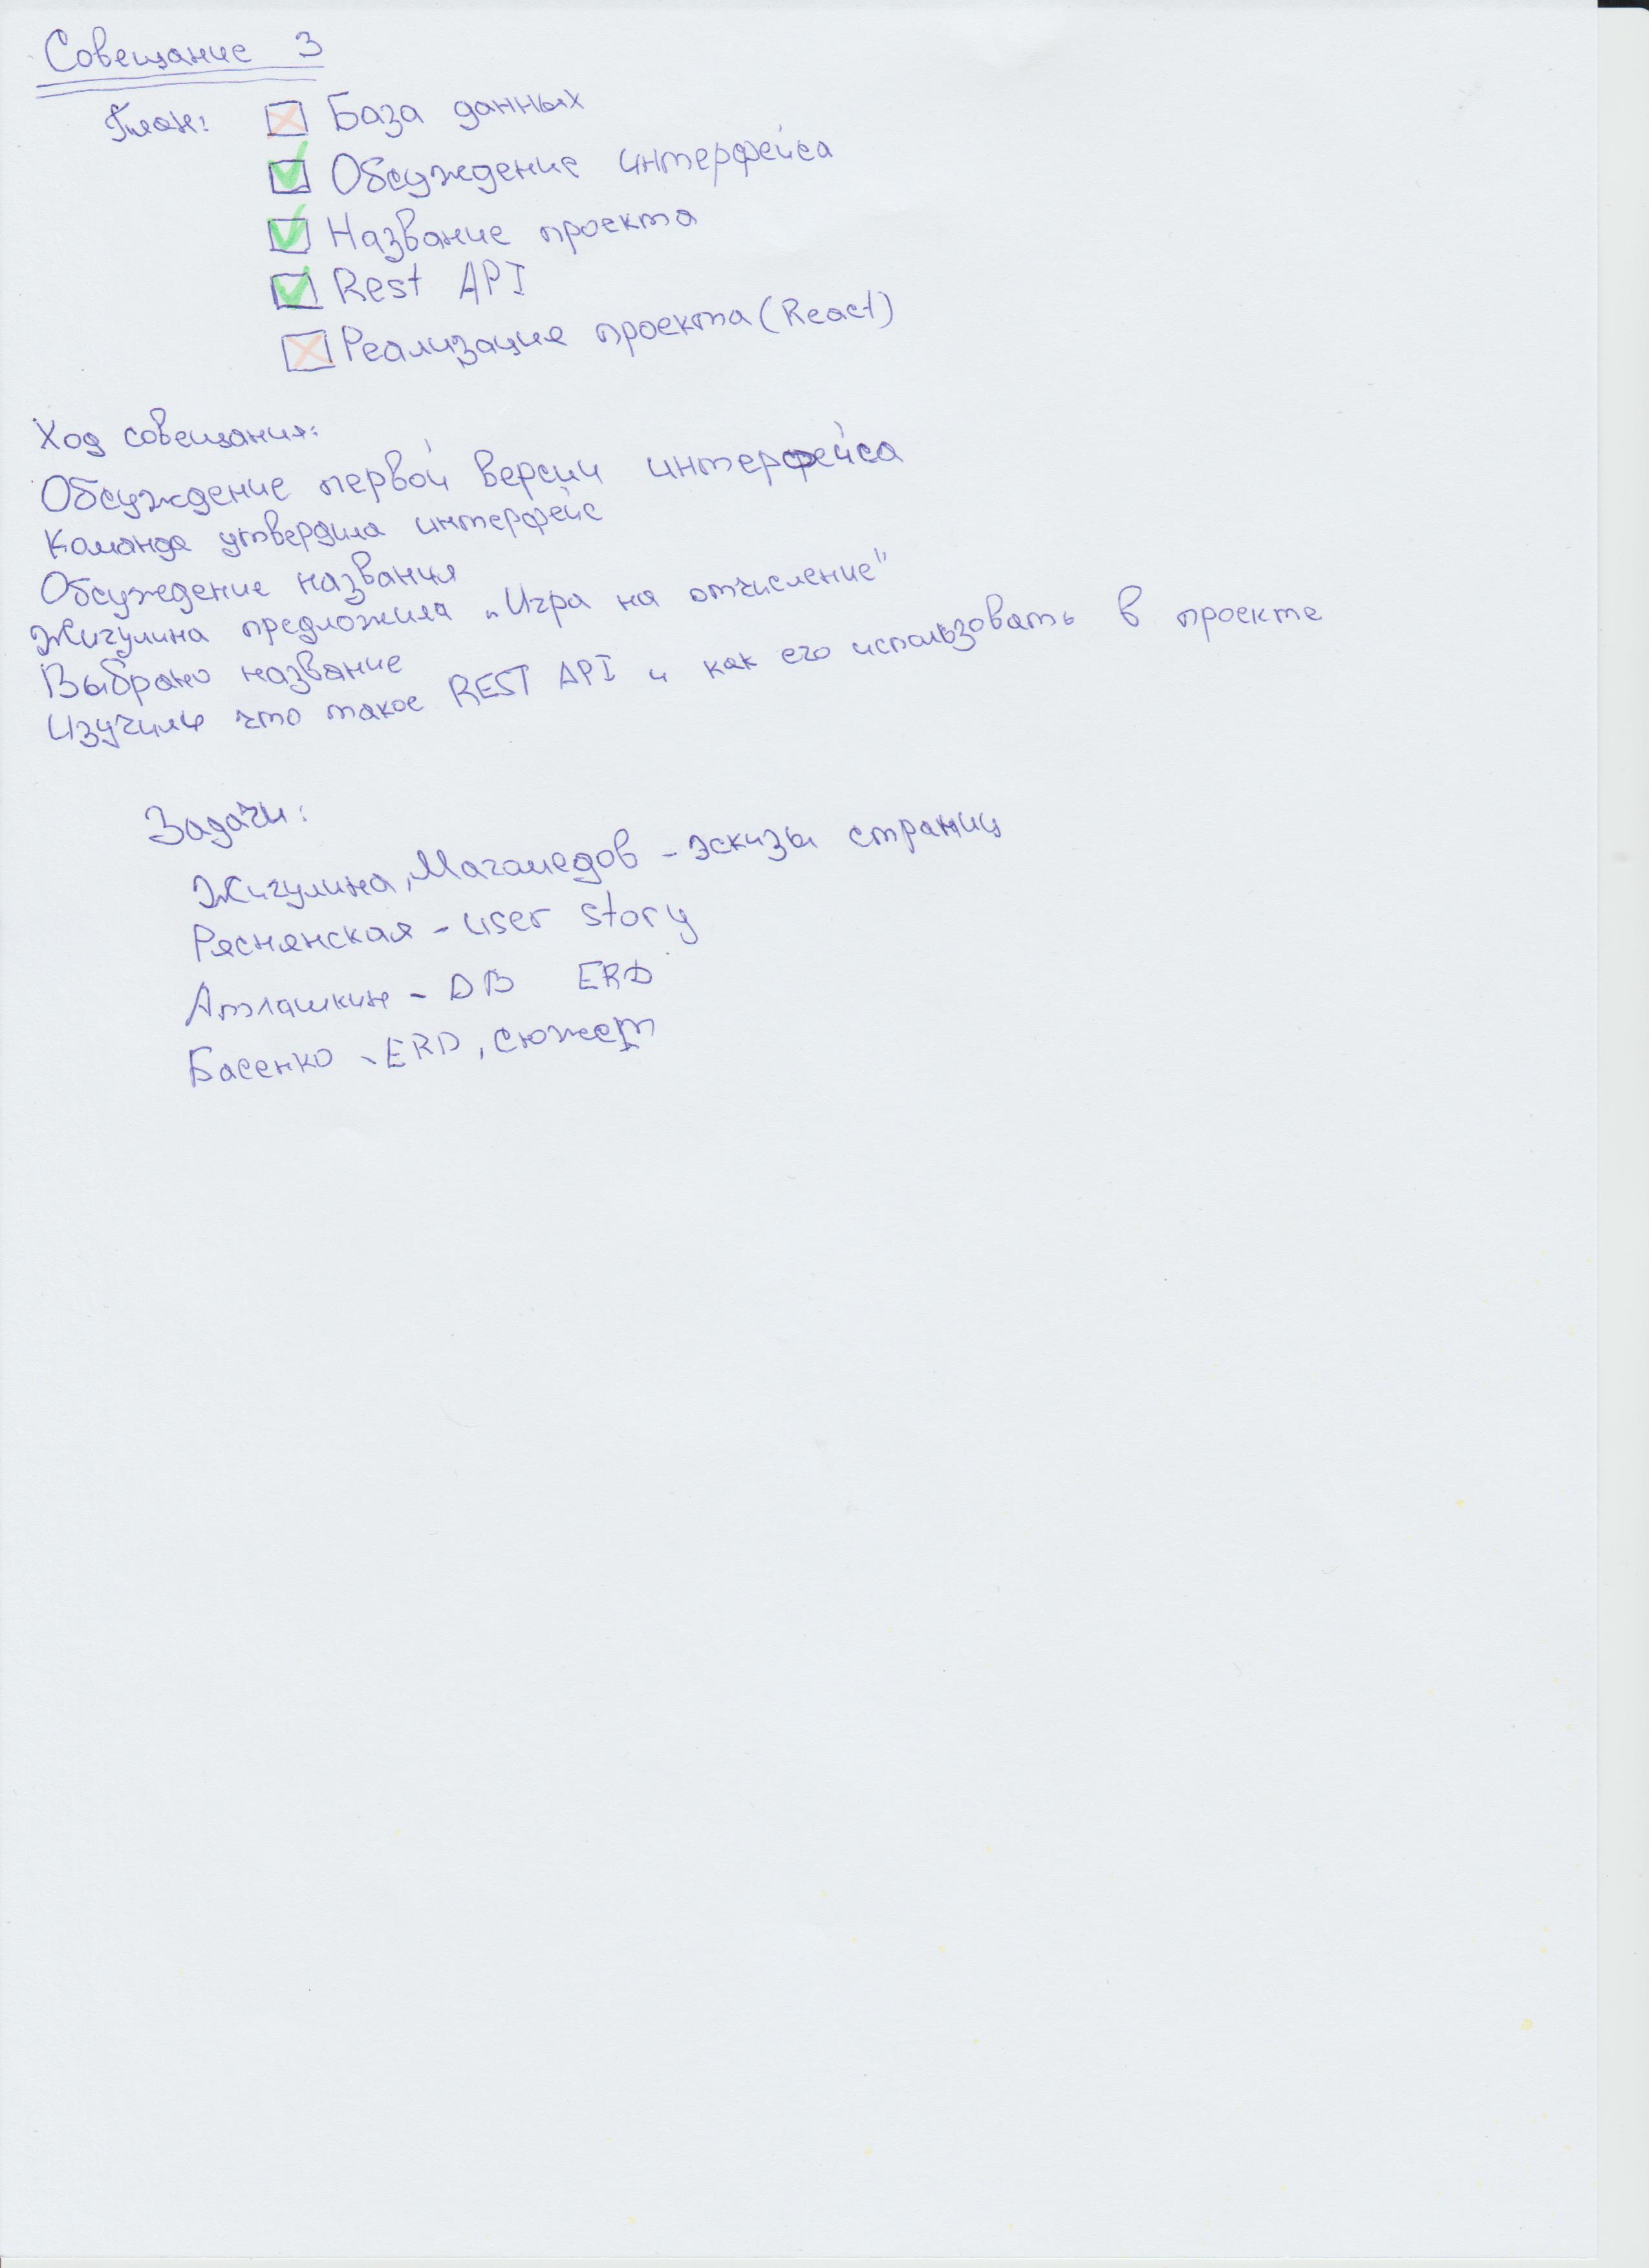 Совещание 3
План: База данных
Обсуждение интерфейса
Название проекта
Rest API
Реализация проекта (React)
Ход совещания:
Обсуждение первой версии интерфейса
Команда утвердила интерфейс
Обсуждение названия
Жигулина предложила „Игра на отчисление"
Выбрано название
Изучили что такое REST API и как его использовать в проекте
Задачи:
Жигулина, Магомедов - эскизы страниц
Ряснянская - user story
Атлашкин - DB ERD
Басенко - ERD, сюжет